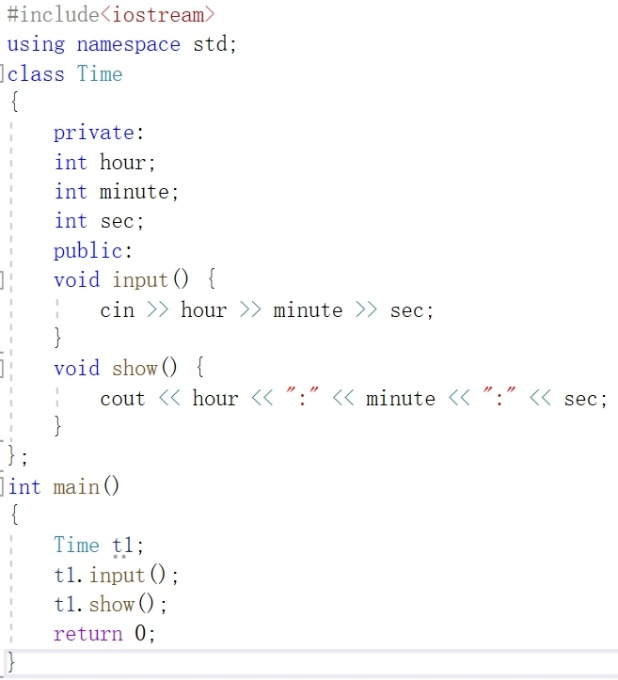 #include<iostream>
using namespace std;
class Time
{
    private:
    int hour;
    int minute;
    int sec;
    public:
    void input() {
        cin >> hour >> minute >> sec;
    }
    void show() {
        cout << hour << ":" << minute << ":" << sec;
    }
};
int main()
{
    Time t1;
    t1.input();
    t1.show();
    return 0;
}